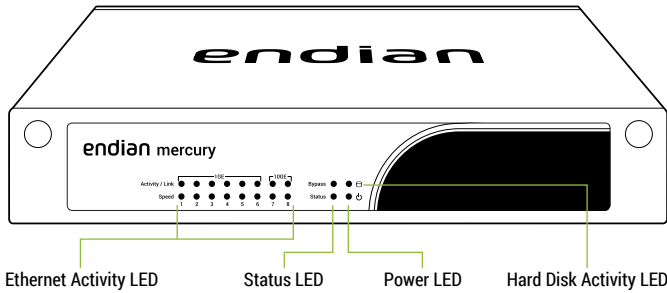 endian
endian mercury
1GE 10GE
Activity / Link Bypass
Speed Status
1 2 3 4 5 6 7 8
Ethernet Activity LED Status LED Power LED Hard Disk Activity LED